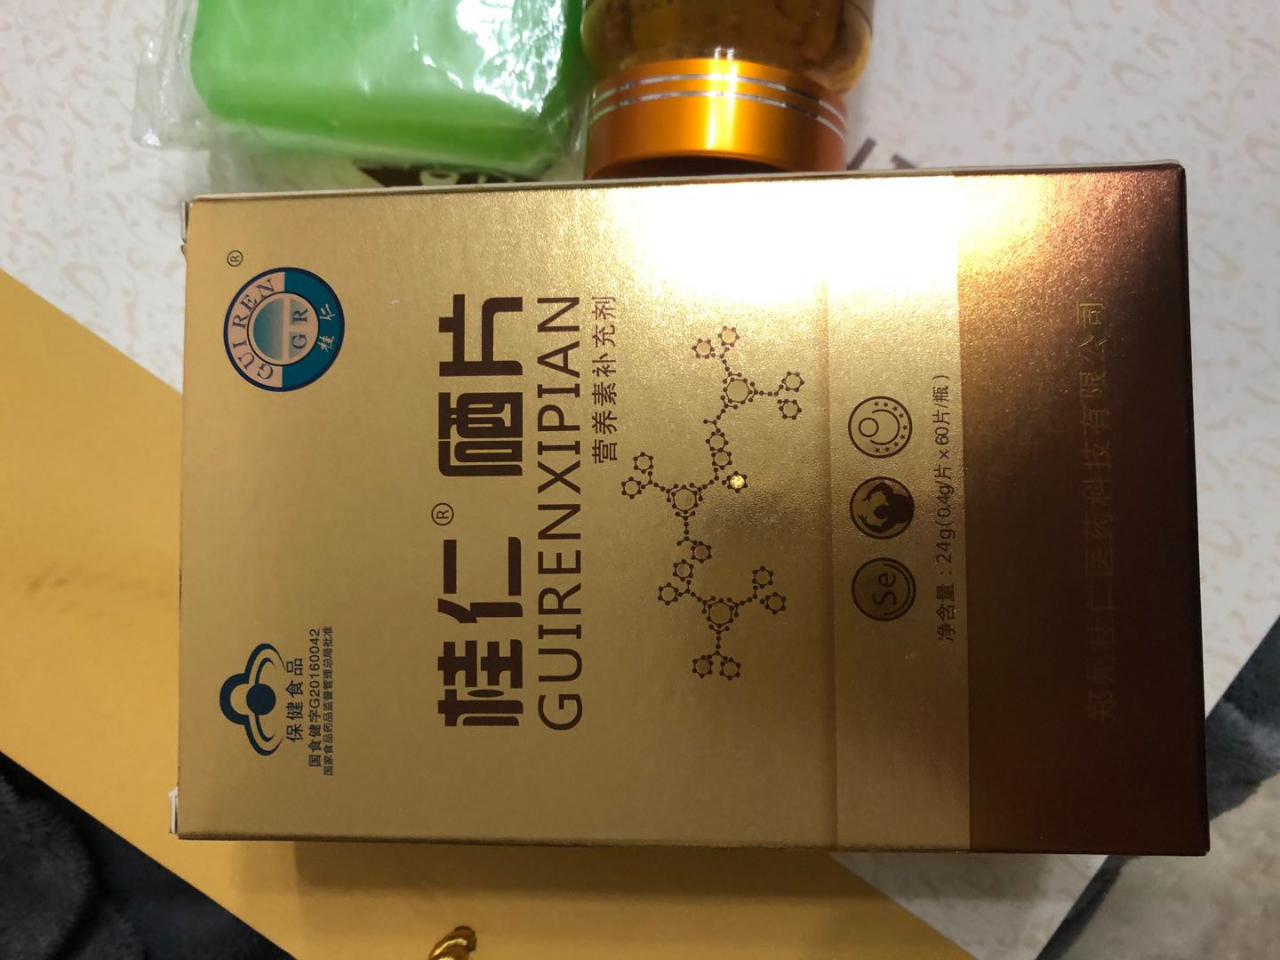 保健食品
国食健字G20160042
国家食品药品监督管理总局批准
GUIREN
GR
桂仁
®
桂仁® 硒片
GUIRENXIPIAN
营养素补充剂
Se
净含量：24g（0.4g/片×60片/瓶）
郑州桂仁医药科技有限公司